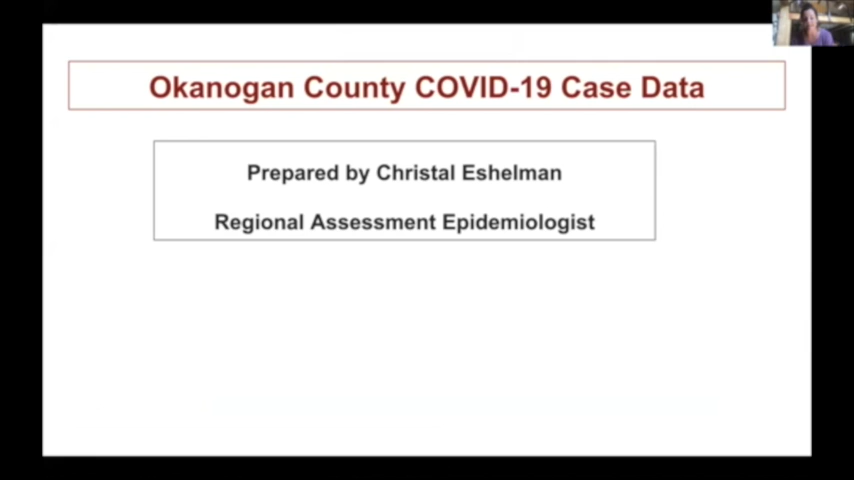 Okanogan County COVID-19 Case Data
Prepared by Christal Eshelman
Regional Assessment Epidemiologist